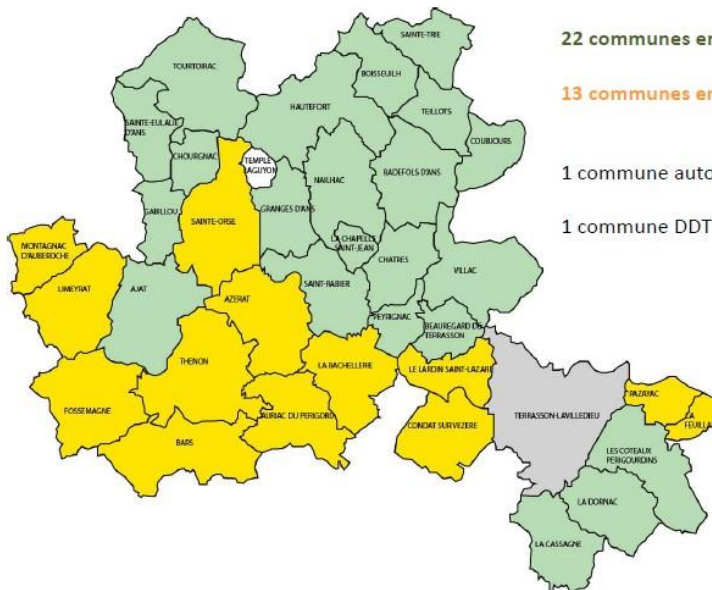 SAINTE-TRIE
22 communes en
TOURTOIRAC
BOISSEUILH
HAUTEFORT
TEILLOTS
13 communes en
SAINTE-EULALIE
D'ANS
COUBJOURS
CHOURGNAC
TEMPLE
LAGUYON
NAILHAC
BADEFOLS D'ANS
1 commune auto
GABILLOU
SAINTE-ORSE
GRANGES D'ANS
1 commune DDT
LA CHAPELLE
SAINT-JEAN
MONTAGNAC
D'AUBEROCHE
CHATRES
VILLAC
LIMEYRAT
AJAT
SAINT-RABIER
AZERAT
PEYRIGNAC
BEAUREGARD DE
TERRASSON
THENON
LA BACHELLERIE
LE LARDIN SAINT-LAZARE
PAZAYAC
FOSSEMAGNE
AURIAC DU PERIGORD
TERRASSON-LAVILLEDIEU
LA
FEUILLA
CONDAT SUR VEZERE
BARS
LES COTEAUX
PERIGOURDINS
LA DORNAC
LA CASSAGNE